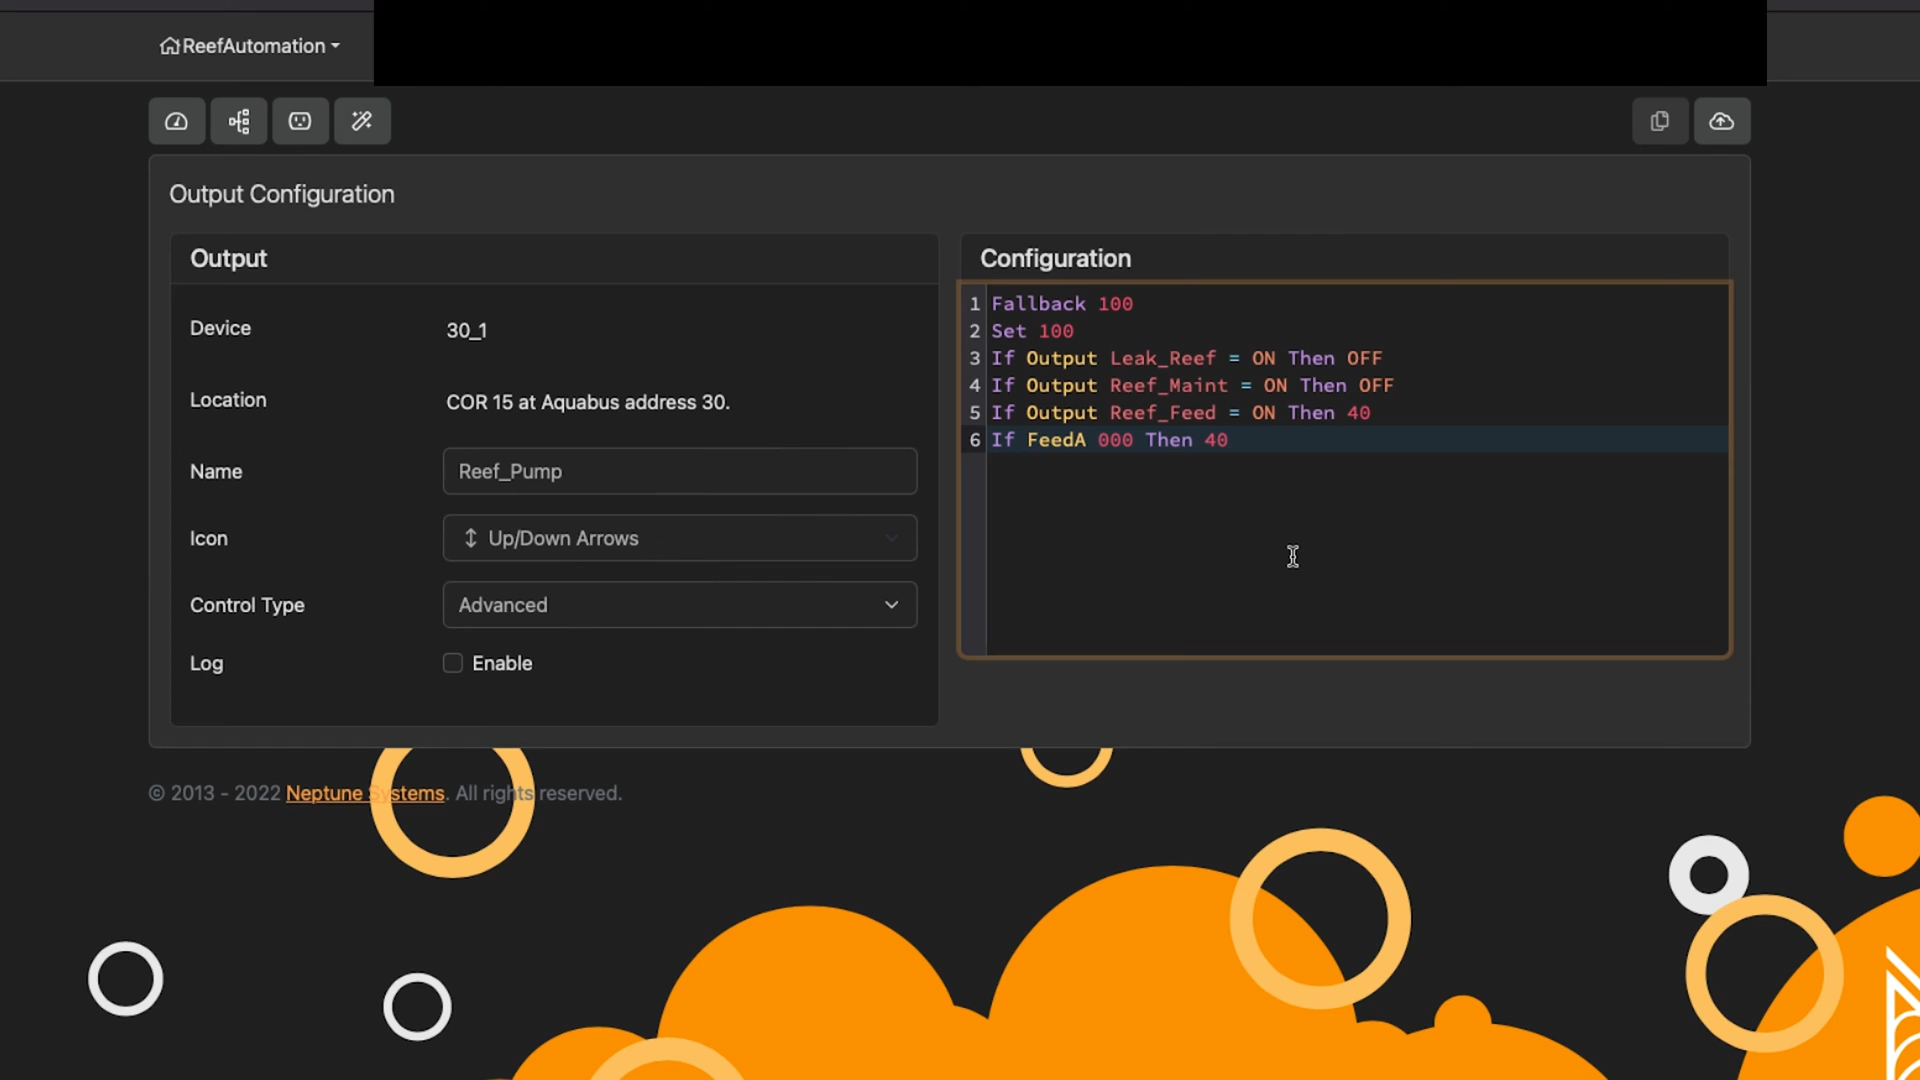 ReefAutomation
Output Configuration
Output
Device
30_1
Location
COR 15 at Aquabus address 30.
Name
Reef_Pump
Icon
Up/Down Arrows
Control Type
Advanced
Log
Enable
Configuration
1 Fallback 100
2 Set 100
3 If Output Leak_Reef = ON Then OFF
4 If Output Reef_Maint = ON Then OFF
5 If Output Reef_Feed = ON Then 40
6 If FeedA 000 Then 40
© 2013 - 2022 Neptune Systems. All rights reserved.